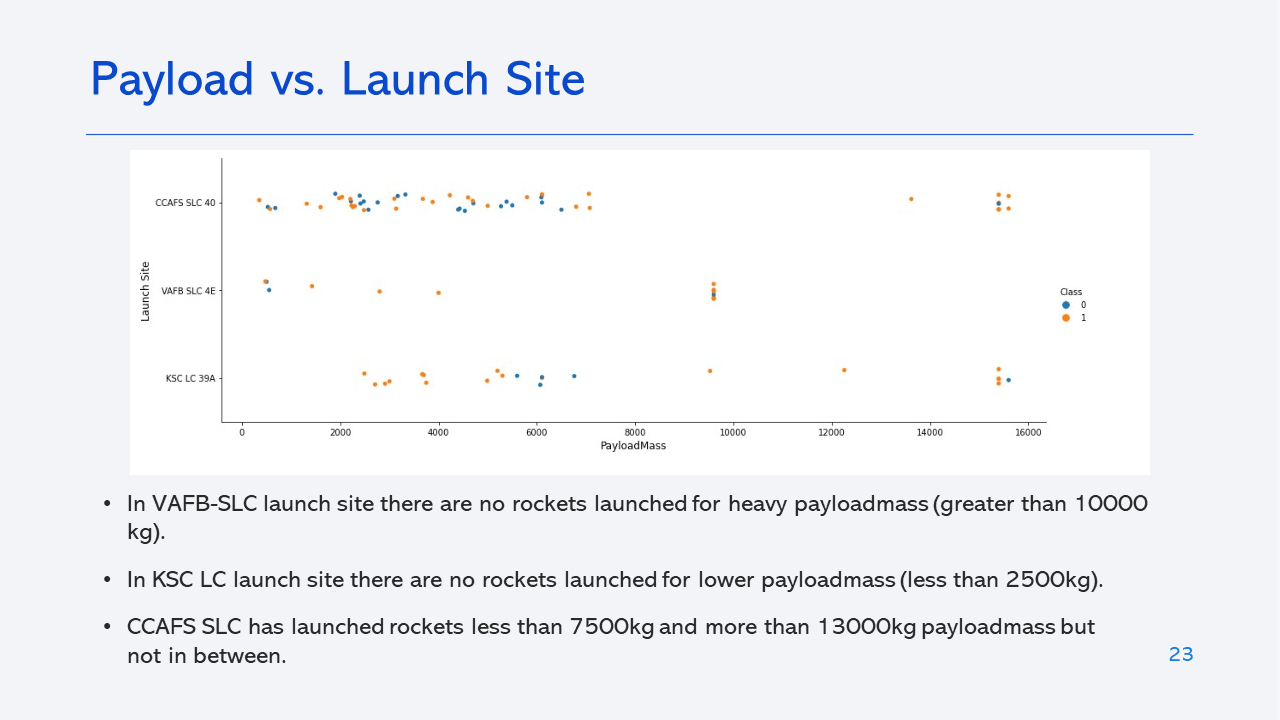 Payload vs. Launch Site
CCAFS SLC 40
VAFB SLC 4E
KSC LC 39A
Launch Site
0 2000 4000 6000 8000 10000 12000 14000 16000
PayloadMass
Class
0
1
• In VAFB-SLC launch site there are no rockets launched for heavy payloadmass (greater than 10000
kg).
• In KSC LC launch site there are no rockets launched for lower payloadmass (less than 2500kg).
• CCAFS SLC has launched rockets less than 7500kg and more than 13000kg payloadmass but
not in between.
23